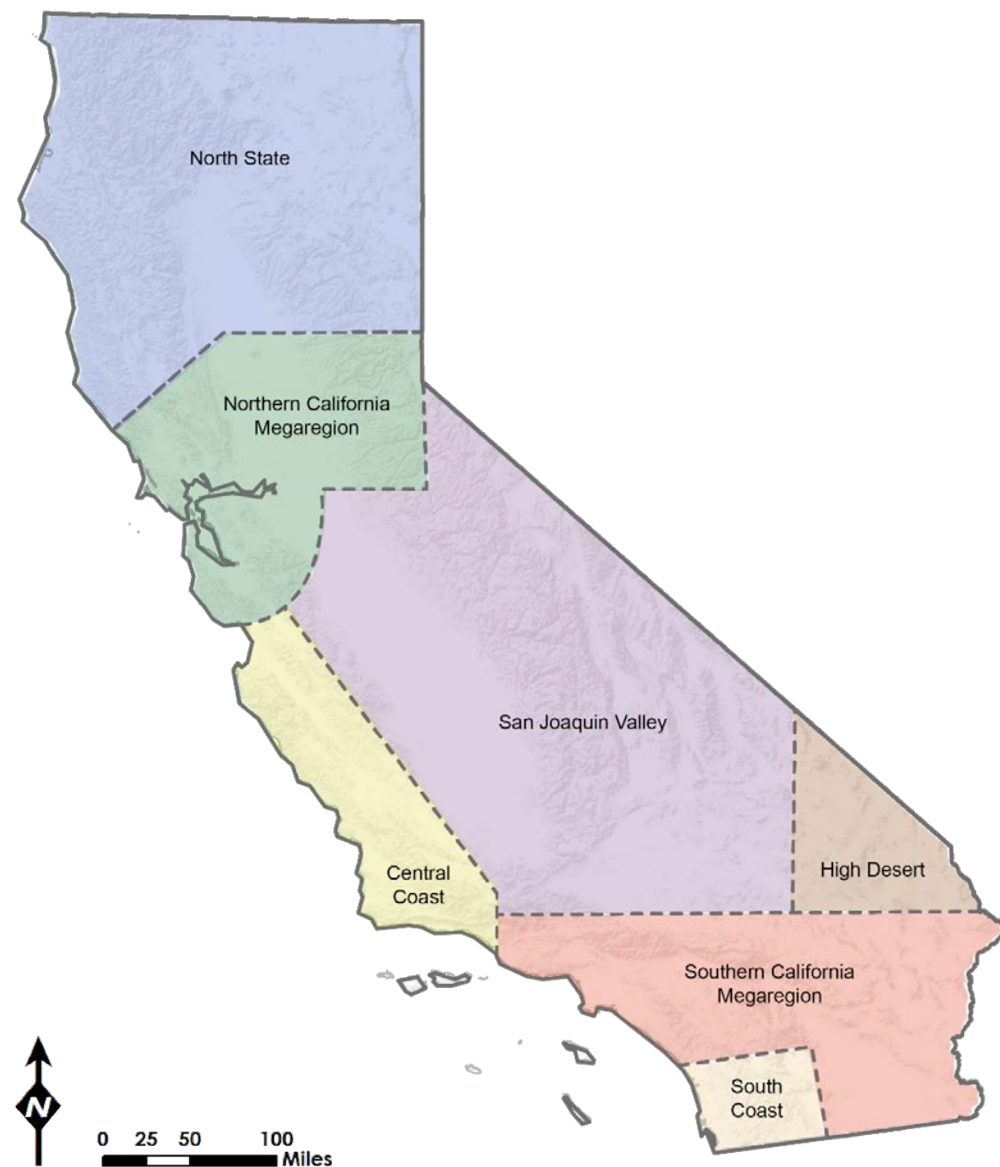 North State
Northern California
Megaregion
San Joaquin Valley
High Desert
Central
Coast
Southern California
Megaregion
South
Coast
N
0 25 50 100
Miles